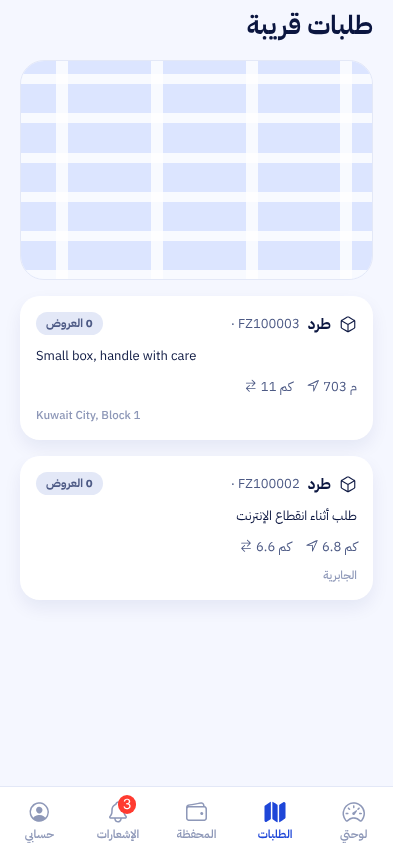 طلبات قريبة
طرد FZ100003 · 0 العروض
Small box, handle with care
703 م 11 كم
Kuwait City, Block 1
طرد FZ100002 · 0 العروض
طلب أثناء انقطاع الإنترنت
6.8 كم 6.6 كم
الجابرية
3
لوحتي الطلبات المحفظة الإشعارات حسابي